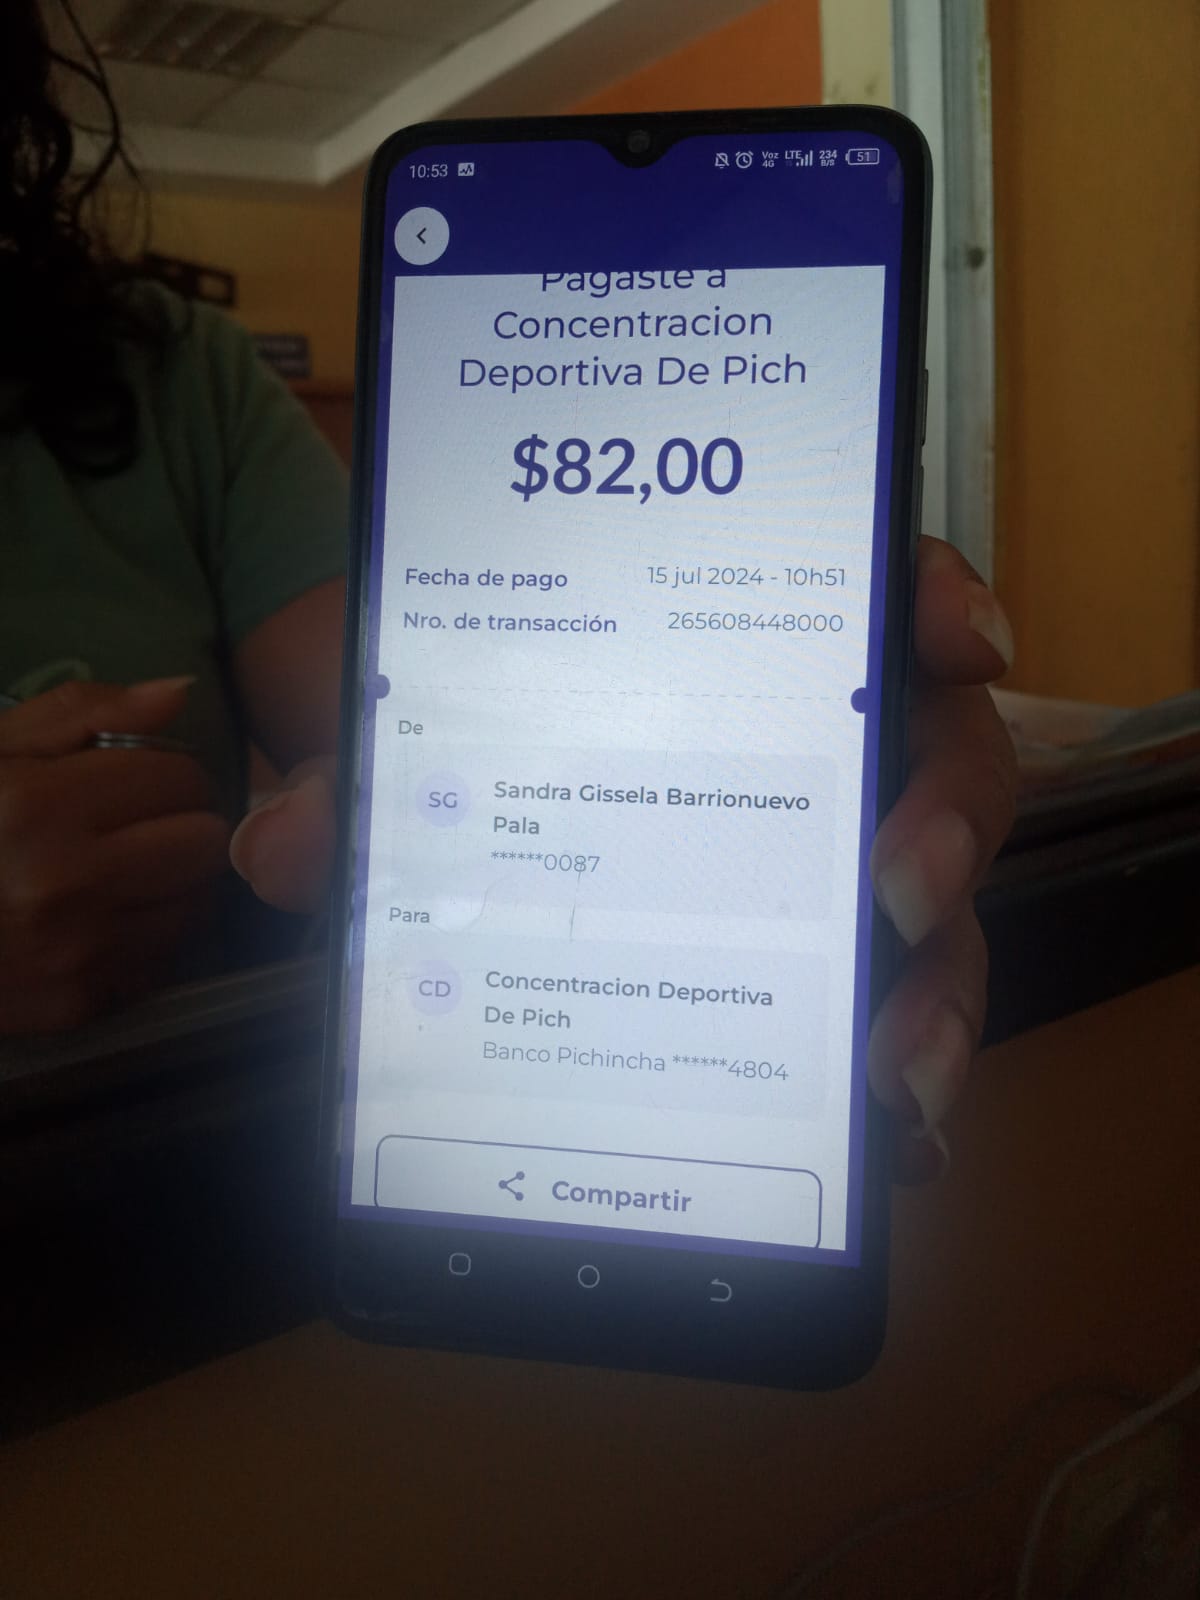 10:53
Voz 4G LTE 234 B/S 51
Pagaste a
Concentracion
Deportiva De Pich
$82,00
Fecha de pago 15 jul 2024 - 10h51
Nro. de transacción 265608448000
De
SG
Sandra Gissela Barrionuevo
Pala
******0087
Para
CD
Concentracion Deportiva
De Pich
Banco Pichincha ******4804
Compartir